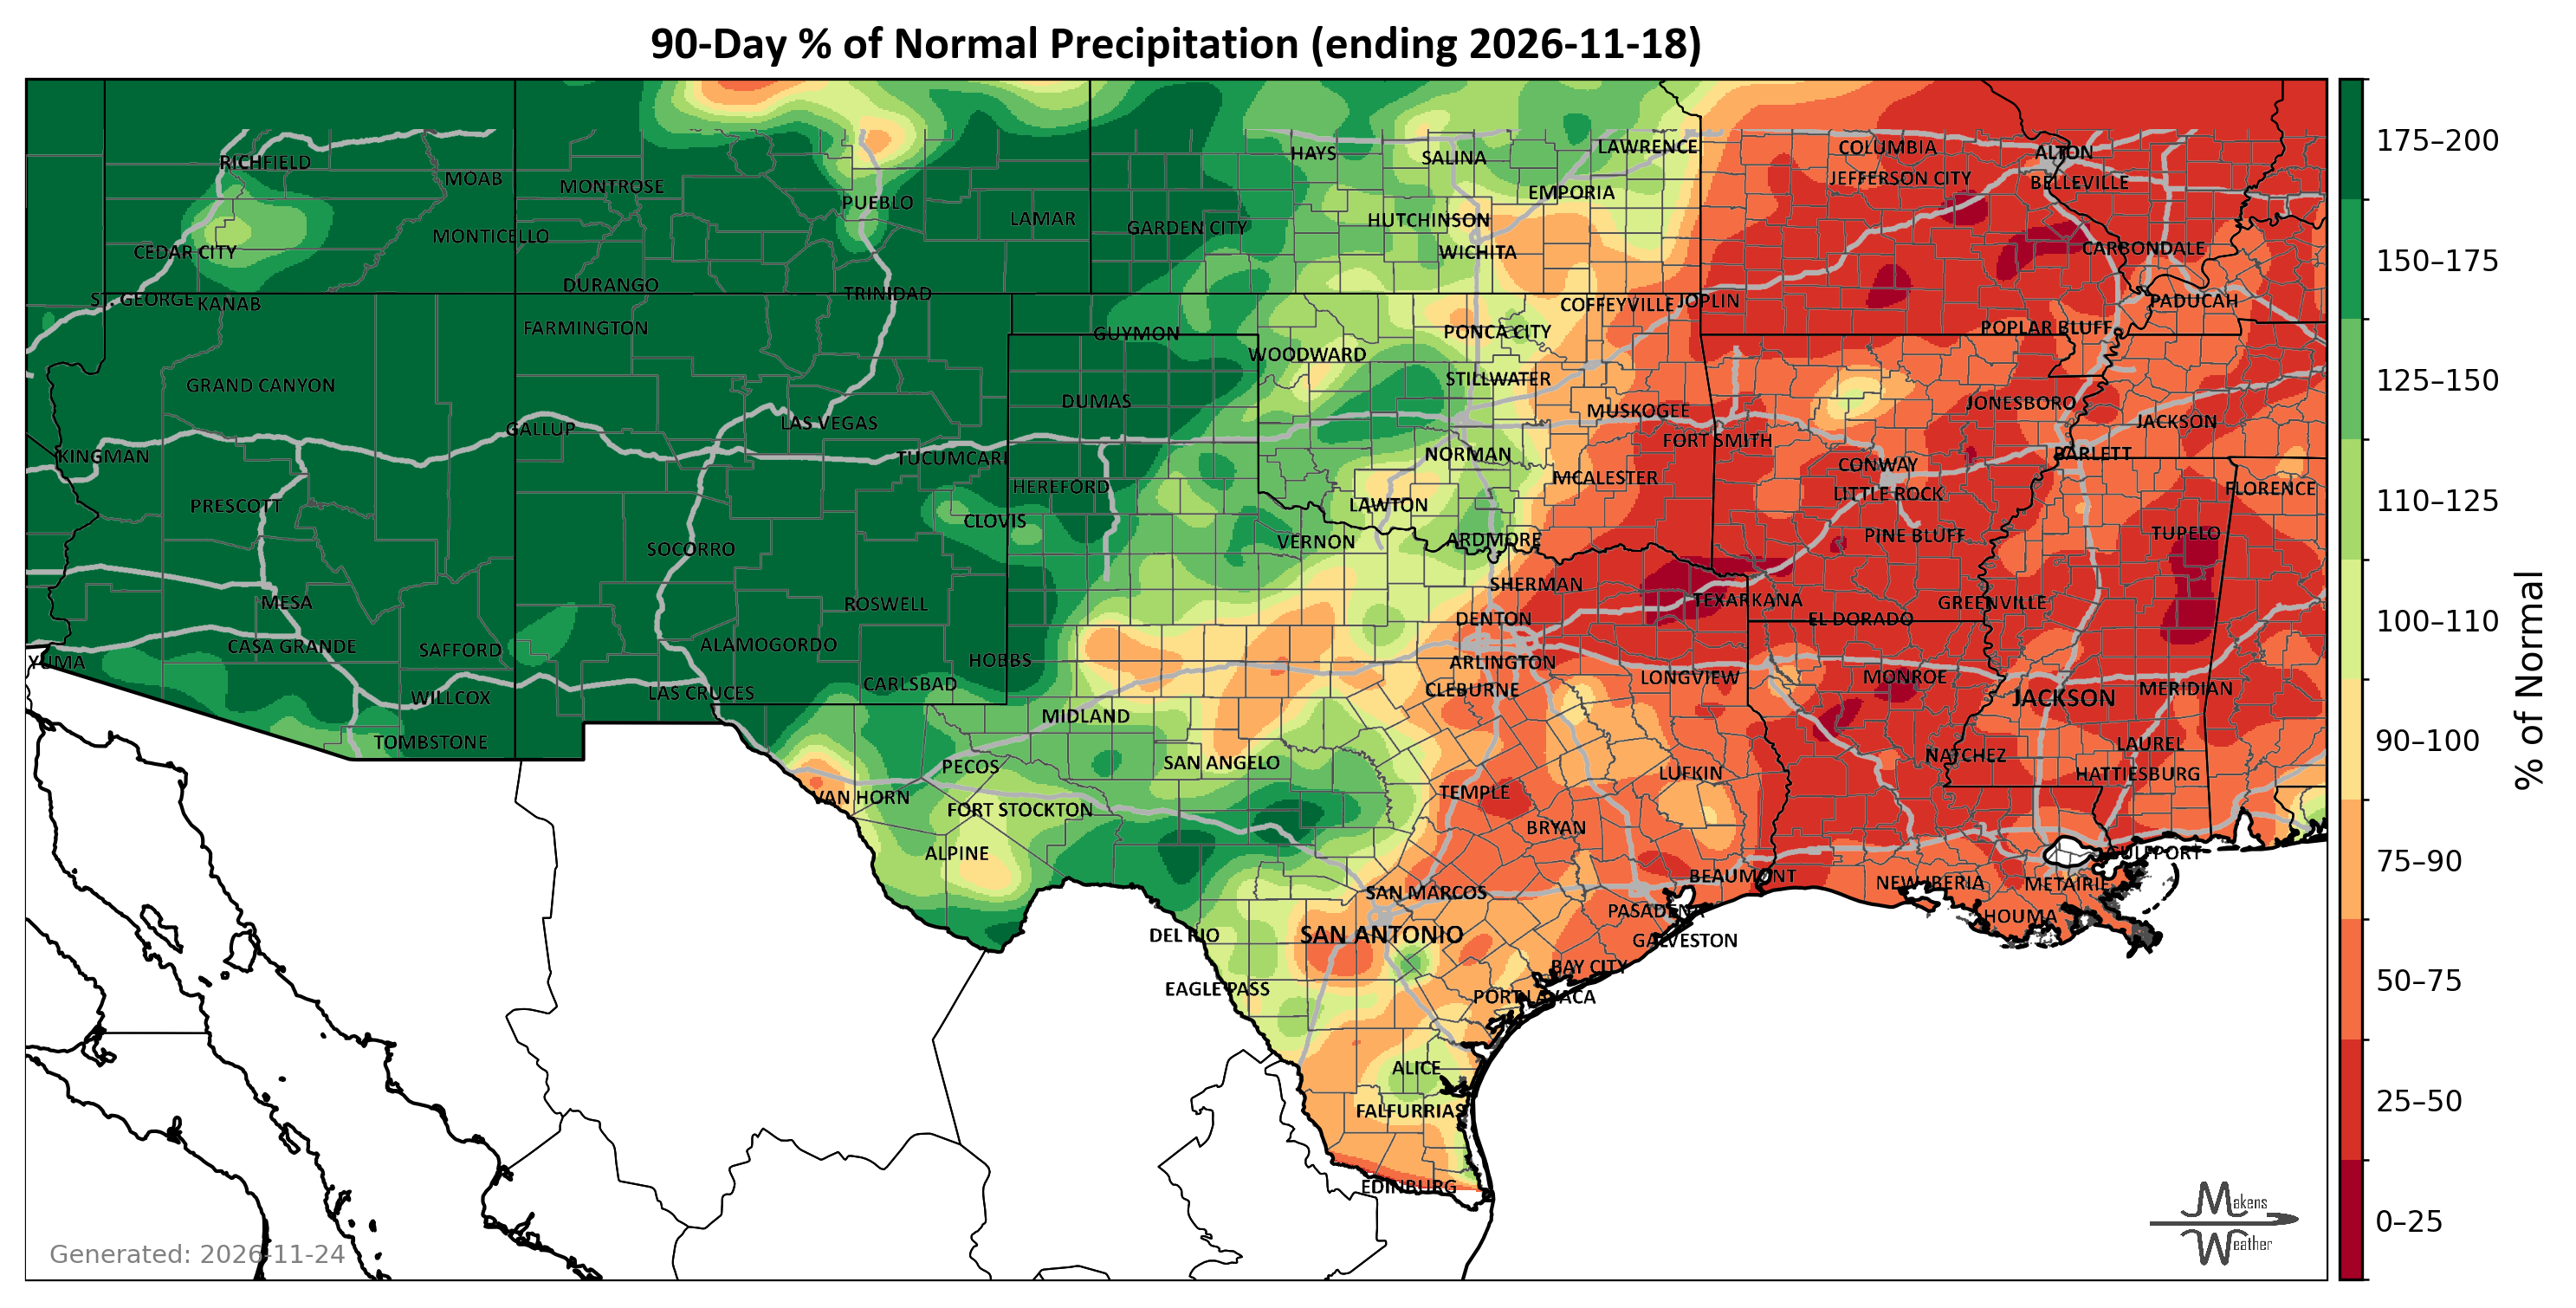 90-Day % of Normal Precipitation (ending 2026-11-18)
RICHFIELD
MOAB
MONTROSE
PUEBLO
LAMAR
HAYS
SALINA
LAWRENCE
EMPORIA
COLUMBIA
JEFFERSON CITY
ALTON
BELLEVILLE
CEDAR CITY
MONTICELLO
GARDEN CITY
HUTCHINSON
WICHITA
CARBONDALE
ST. GEORGE
KANAB
DURANGO
TRINIDAD
COFFEYVILLE
JOPLIN
PADUCAH
FARMINGTON
GUYMON
PONCA CITY
POPLAR BLUFF
WOODWARD
GRAND CANYON
DUMAS
STILLWATER
MUSKOGEE
JONESBORO
JACKSON
GALLUP
LAS VEGAS
FORT SMITH
KINGMAN
TUCUMCARI
NORMAN
CONWAY
BARLETT
PRESCOTT
HEREFORD
LAWTON
MCALESTER
LITTLE ROCK
FLORENCE
CLOVIS
SOCORRO
VERNON
ARDMORE
PINE BLUFF
TUPELO
MESA
ROSWELL
SHERMAN
TEXARKANA
GREENVILLE
CASA GRANDE
SAFFORD
ALAMOGORDO
DENTON
EL DORADO
YUMA
HOBBS
ARLINGTON
WILLCOX
LAS CRUCES
CARLSBAD
CLEBURNE
LONGVIEW
MONROE
JACKSON
MERIDIAN
TOMBSTONE
MIDLAND
PECOS
SAN ANGELO
LUFKIN
NATCHEZ
LAUREL
HATTIESBURG
VAN HORN
FORT STOCKTON
TEMPLE
BRYAN
ALPINE
SAN MARCOS
BEAUMONT
NEW IBERIA
METAIRIE
GULFPORT
DEL RIO
SAN ANTONIO
PASADENA
GALVESTON
HOUMA
EAGLE PASS
BAY CITY
PORT LAVACA
ALICE
FALFURRIAS
EDINBURG
175–200
150–175
125–150
110–125
100–110
90–100
75–90
50–75
25–50
0–25
% of Normal
Generated: 2026-11-24
Makens
Weather